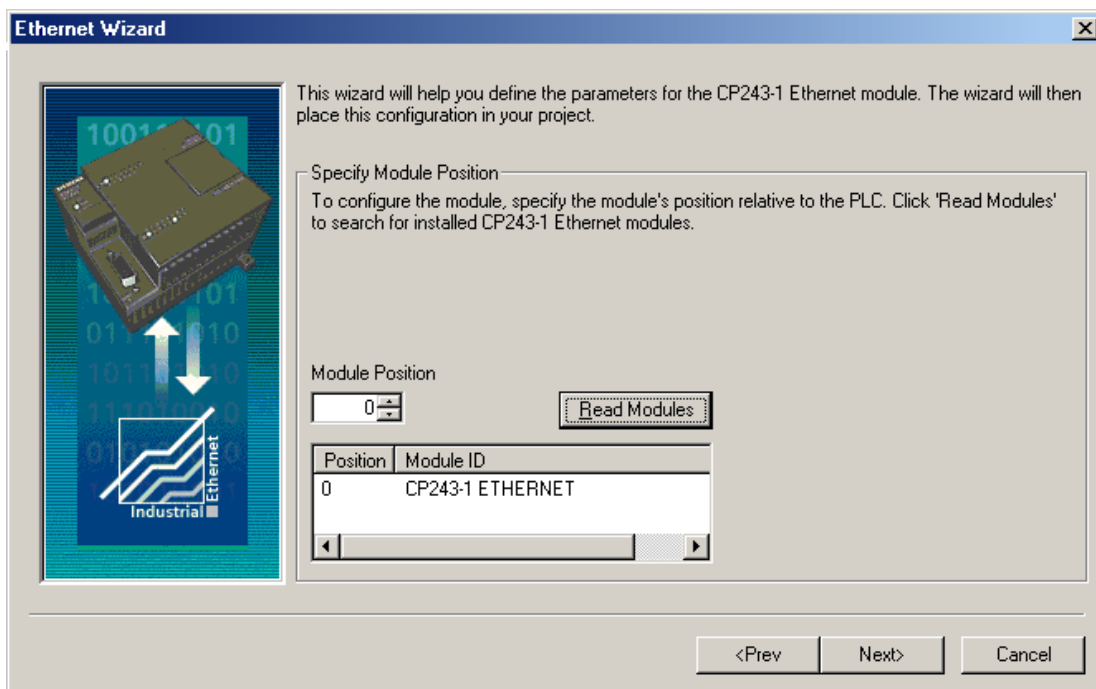 Ethernet Wizard
This wizard will help you define the parameters for the CP243-1 Ethernet module. The wizard will then
place this configuration in your project.
Specify Module Position
To configure the module, specify the module's position relative to the PLC. Click 'Read Modules'
to search for installed CP243-1 Ethernet modules.
Module Position
0
Read Modules
Position Module ID
0 CP243-1 ETHERNET
Industrial
Ethernet
<Prev
Next>
Cancel